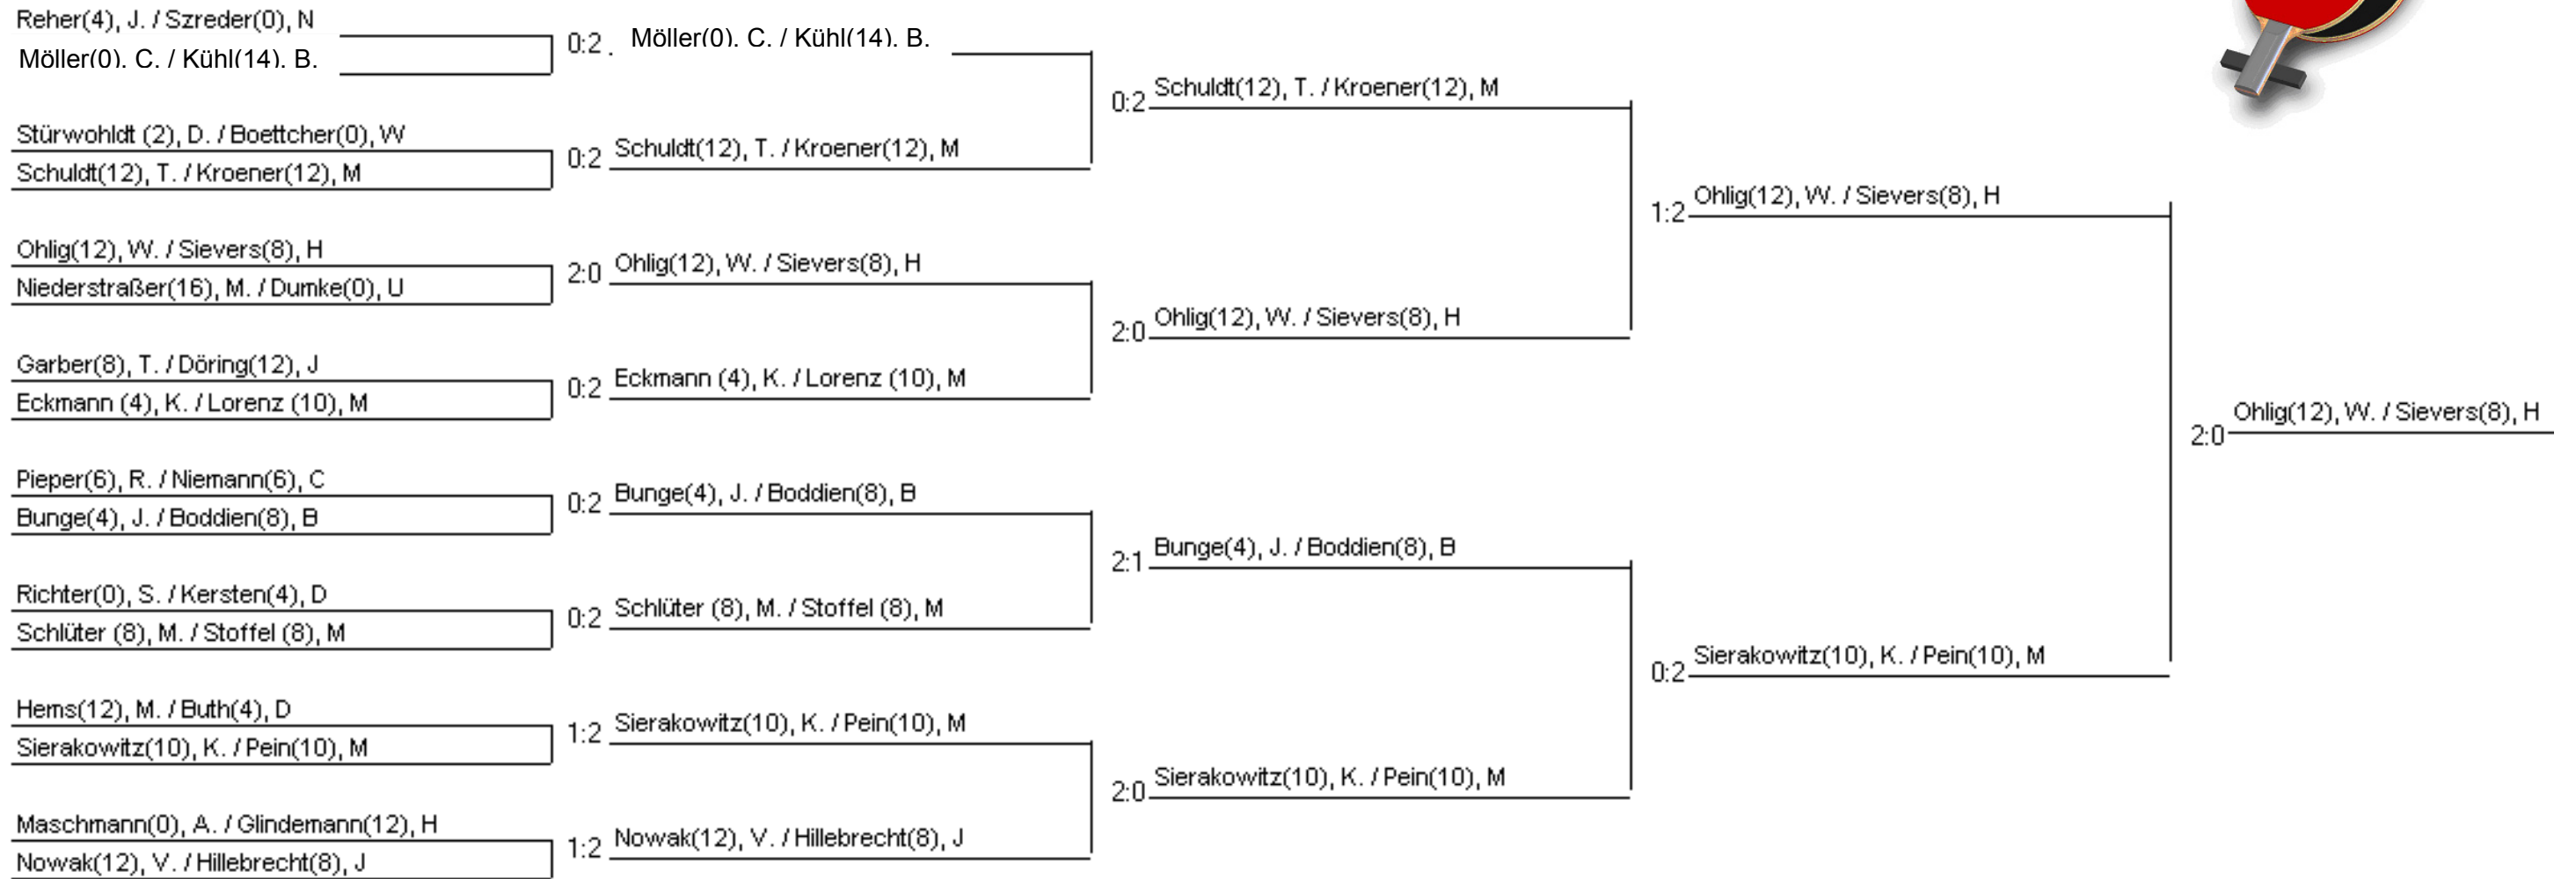 Reher(4), J. / Szreder(0), N
Möller(0). C. / Kühl(14). B.
0:2
Möller(0). C. / Kühl(14). B.
Stürwohldt (2), D. / Boettcher(0), W
Schuldt(12), T. / Kroener(12), M
0:2
Schuldt(12), T. / Kroener(12), M
Ohlig(12), W. / Sievers(8), H
Niederstraßer(16), M. / Dumke(0), U
2:0
Ohlig(12), W. / Sievers(8), H
Garber(8), T. / Döring(12), J
Eckmann (4), K. / Lorenz (10), M
0:2
Eckmann (4), K. / Lorenz (10), M
Pieper(6), R. / Niemann(6), C
Bunge(4), J. / Boddien(8), B
0:2
Bunge(4), J. / Boddien(8), B
Richter(0), S. / Kersten(4), D
Schlüter (8), M. / Stoffel (8), M
0:2
Schlüter (8), M. / Stoffel (8), M
Hems(12), M. / Buth(4), D
Sierakowitz(10), K. / Pein(10), M
1:2
Sierakowitz(10), K. / Pein(10), M
Maschmann(0), A. / Glindemann(12), H
Nowak(12), V. / Hillebrecht(8), J
1:2
Nowak(12), V. / Hillebrecht(8), J
0:2
Schuldt(12), T. / Kroener(12), M
2:0
Ohlig(12), W. / Sievers(8), H
2:1
Bunge(4), J. / Boddien(8), B
2:0
Sierakowitz(10), K. / Pein(10), M
1:2
Ohlig(12), W. / Sievers(8), H
0:2
Sierakowitz(10), K. / Pein(10), M
2:0
Ohlig(12), W. / Sievers(8), H